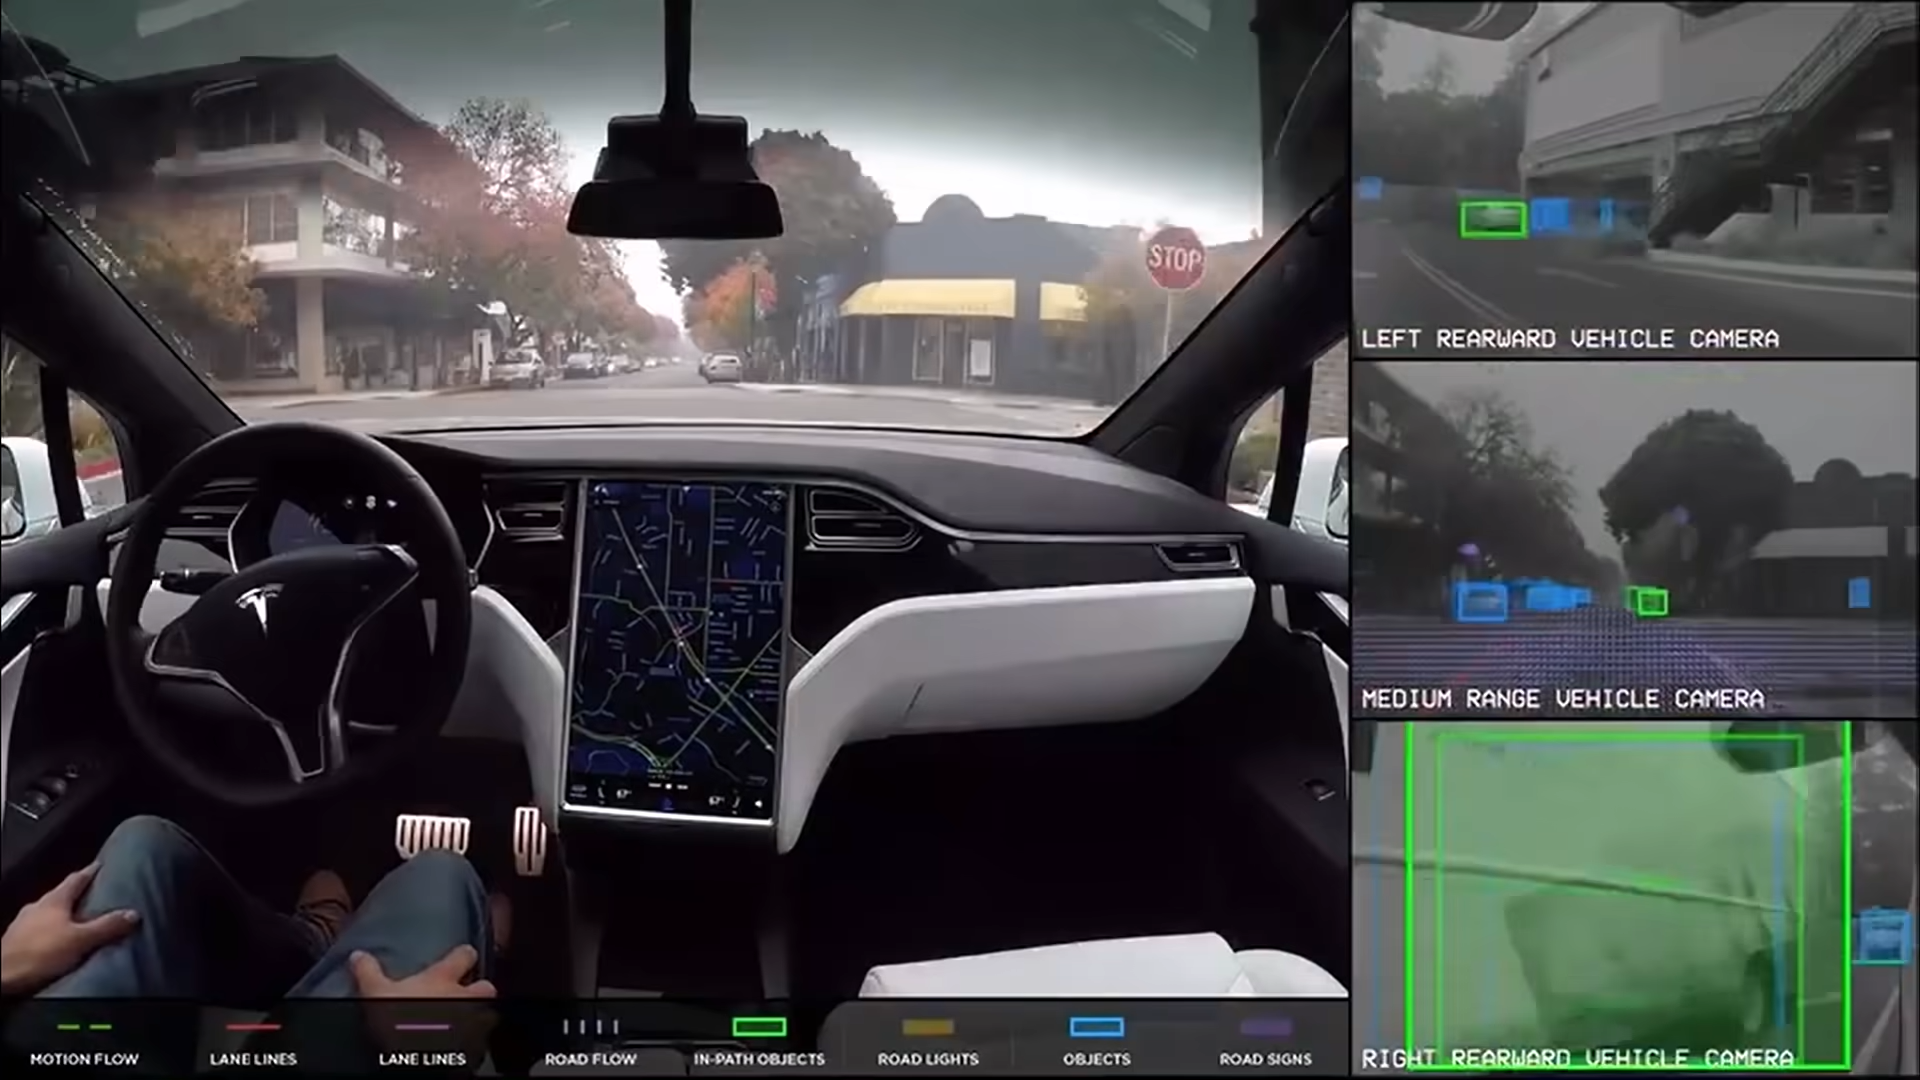 STOP
LEFT REARWARD VEHICLE CAMERA
MEDIUM RANGE VEHICLE CAMERA
RIGHT REARWARD VEHICLE CAMERA
MOTION FLOW
LANE LINES
LANE LINES
ROAD FLOW
IN-PATH OBJECTS
ROAD LIGHTS
OBJECTS
ROAD SIGNS